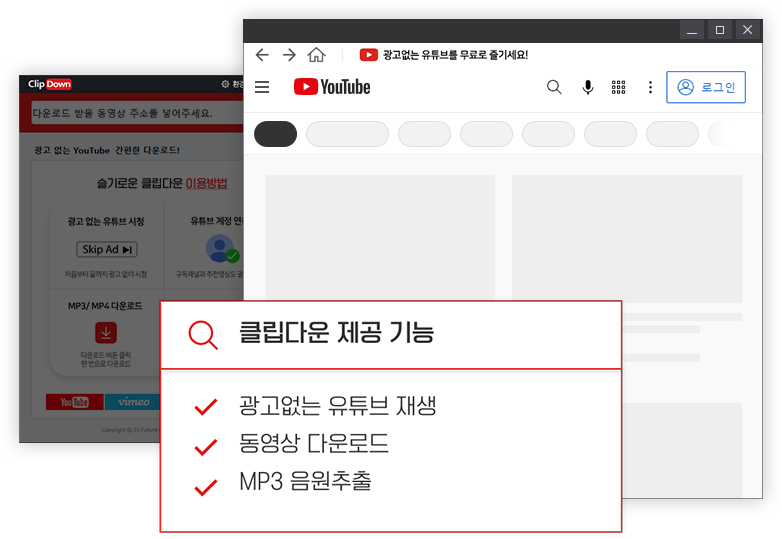 광고없는 유튜브를 무료로 즐기세요!
YouTube
로그인
Clip Down
다운로드 받을 동영상 주소를 넣어주세요.
광고 없는 YouTube 간편한 다운로드!
슬기로운 클립다운 이용방법
광고 없는 유튜브 시청
유튜브 계정 연
Skip Ad
처음부터 끝까지 광고 없이 시청
구독채널과 추천영상도
MP3/ MP4 다운로드
다운로드 버튼 클릭
한 번으로 다운로드
YouTube
vimeo
Copyright © J's Future
클립다운 제공 기능
광고없는 유튜브 재생
동영상 다운로드
MP3 음원추출